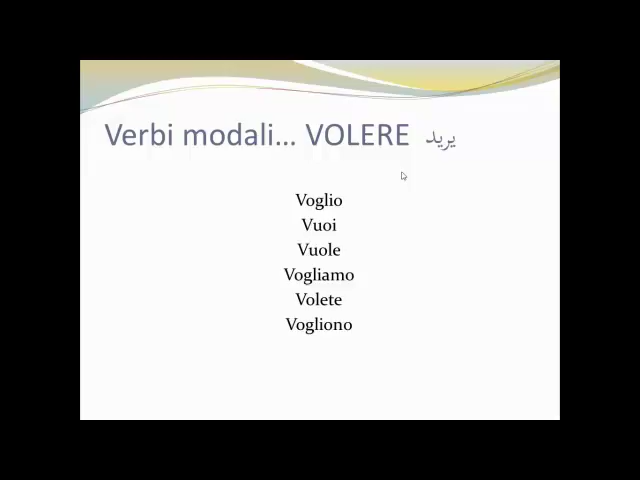 Verbi modali... VOLERE يريد
Voglio
Vuoi
Vuole
Vogliamo
Volete
Vogliono